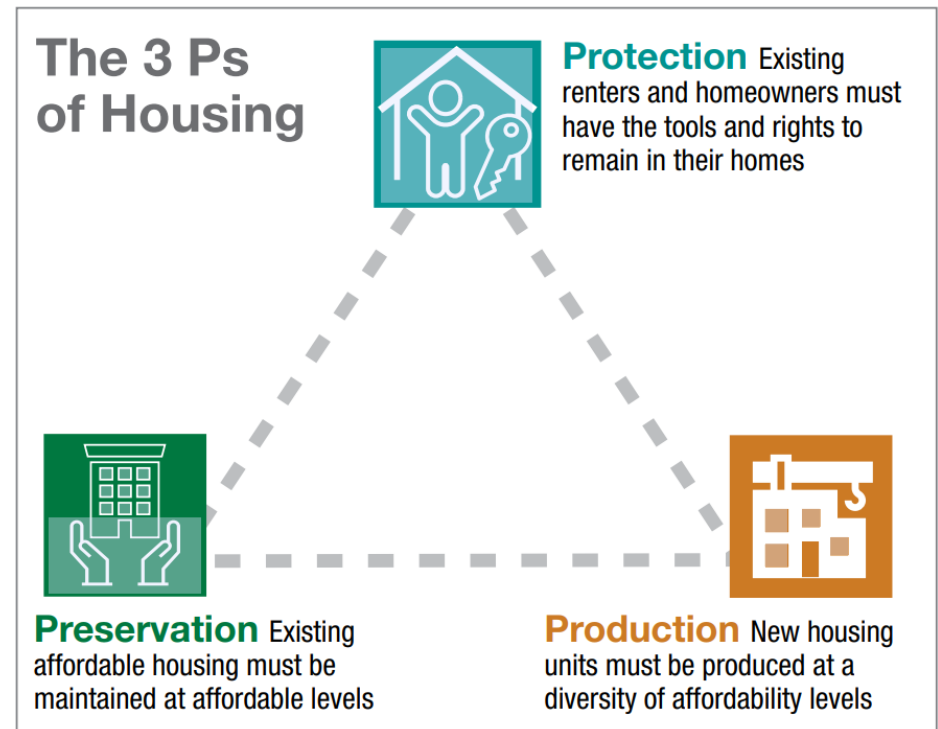 The 3 Ps
of Housing
Protection Existing
renters and homeowners must
have the tools and rights to
remain in their homes
Preservation Existing
affordable housing must be
maintained at affordable levels
Production New housing
units must be produced at a
diversity of affordability levels